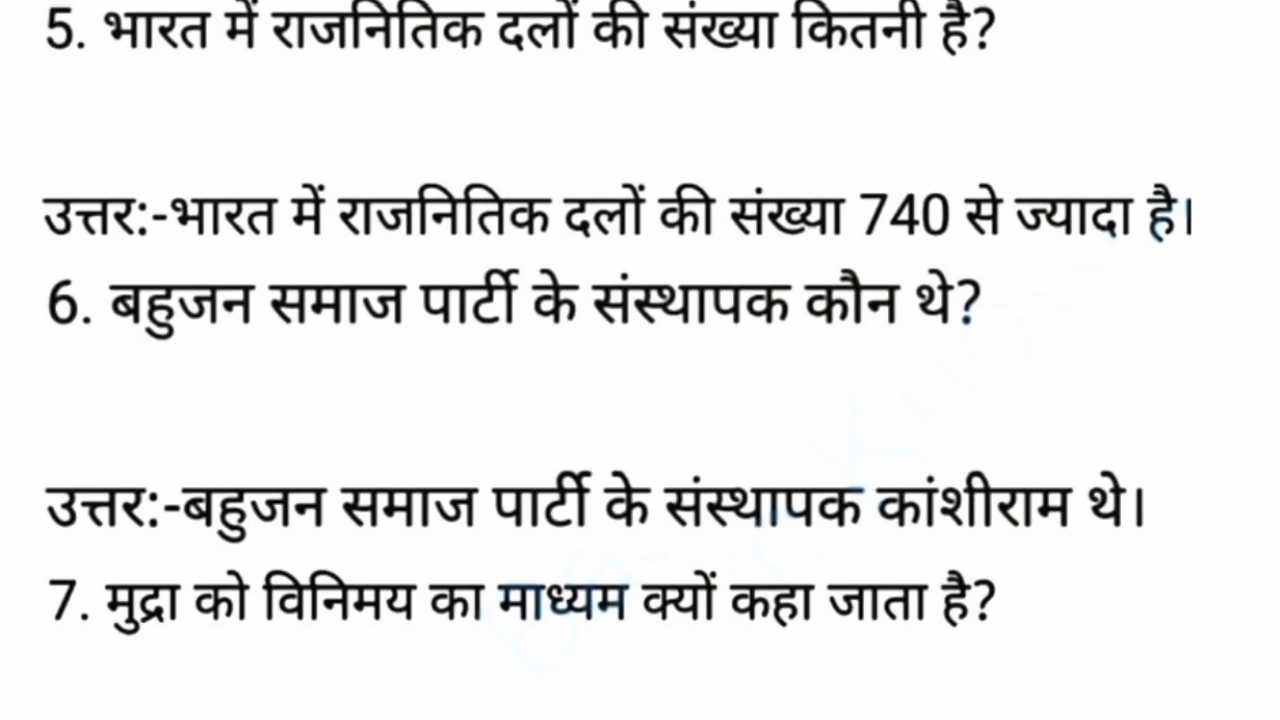 5. भारत में राजनितिक दलों की संख्या कितनी है?
उत्तर:-भारत में राजनितिक दलों की संख्या 740 से ज्यादा है।
6. बहुजन समाज पार्टी के संस्थापक कौन थे?
उत्तर:-बहुजन समाज पार्टी के संस्थापक कांशीराम थे।
7. मुद्रा को विनिमय का माध्यम क्यों कहा जाता है?